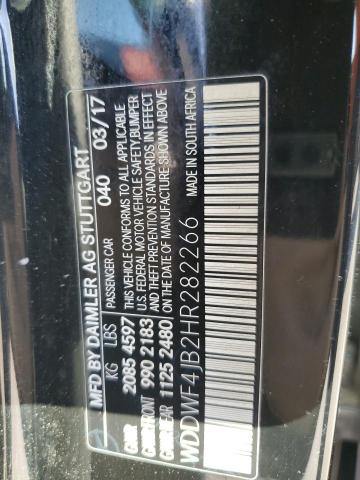 MFD BY DAIMLER AG STUTTGART
040 03/17
KG LBS PASSENGER CAR
GVWR 2085 4597 THIS VEHICLE CONFORMS TO ALL APPLICABLE
GAWR FRONT 990 2183 U.S. FEDERAL MOTOR VEHICLE SAFETY, BUMPER
GAWR REAR 1125 2480 AND THEFT PREVENTION STANDARDS IN EFFECT
ON THE DATE OF MANUFACTURE SHOWN ABOVE
WDDWF4JB2HR282266 MADE IN SOUTH AFRICA